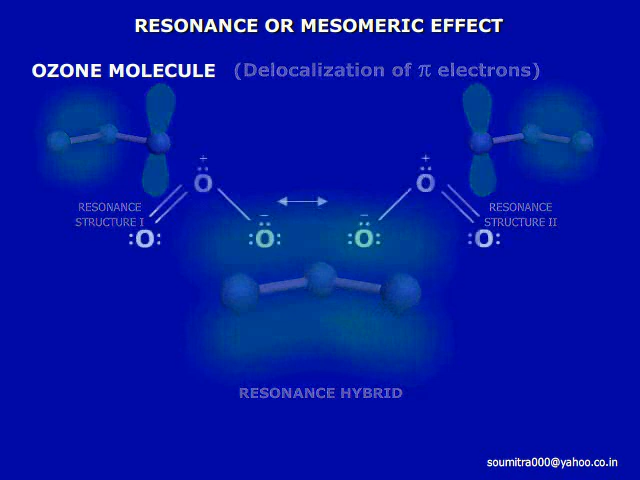 RESONANCE OR MESOMERIC EFFECT
OZONE MOLECULE (Delocalization of π electrons)
+ +
Ö Ö
RESONANCE
STRUCTURE I
RESONANCE
STRUCTURE II
− −
:O: :Ö: :Ö: :O:
RESONANCE HYBRID
soumitra000@yahoo.co.in